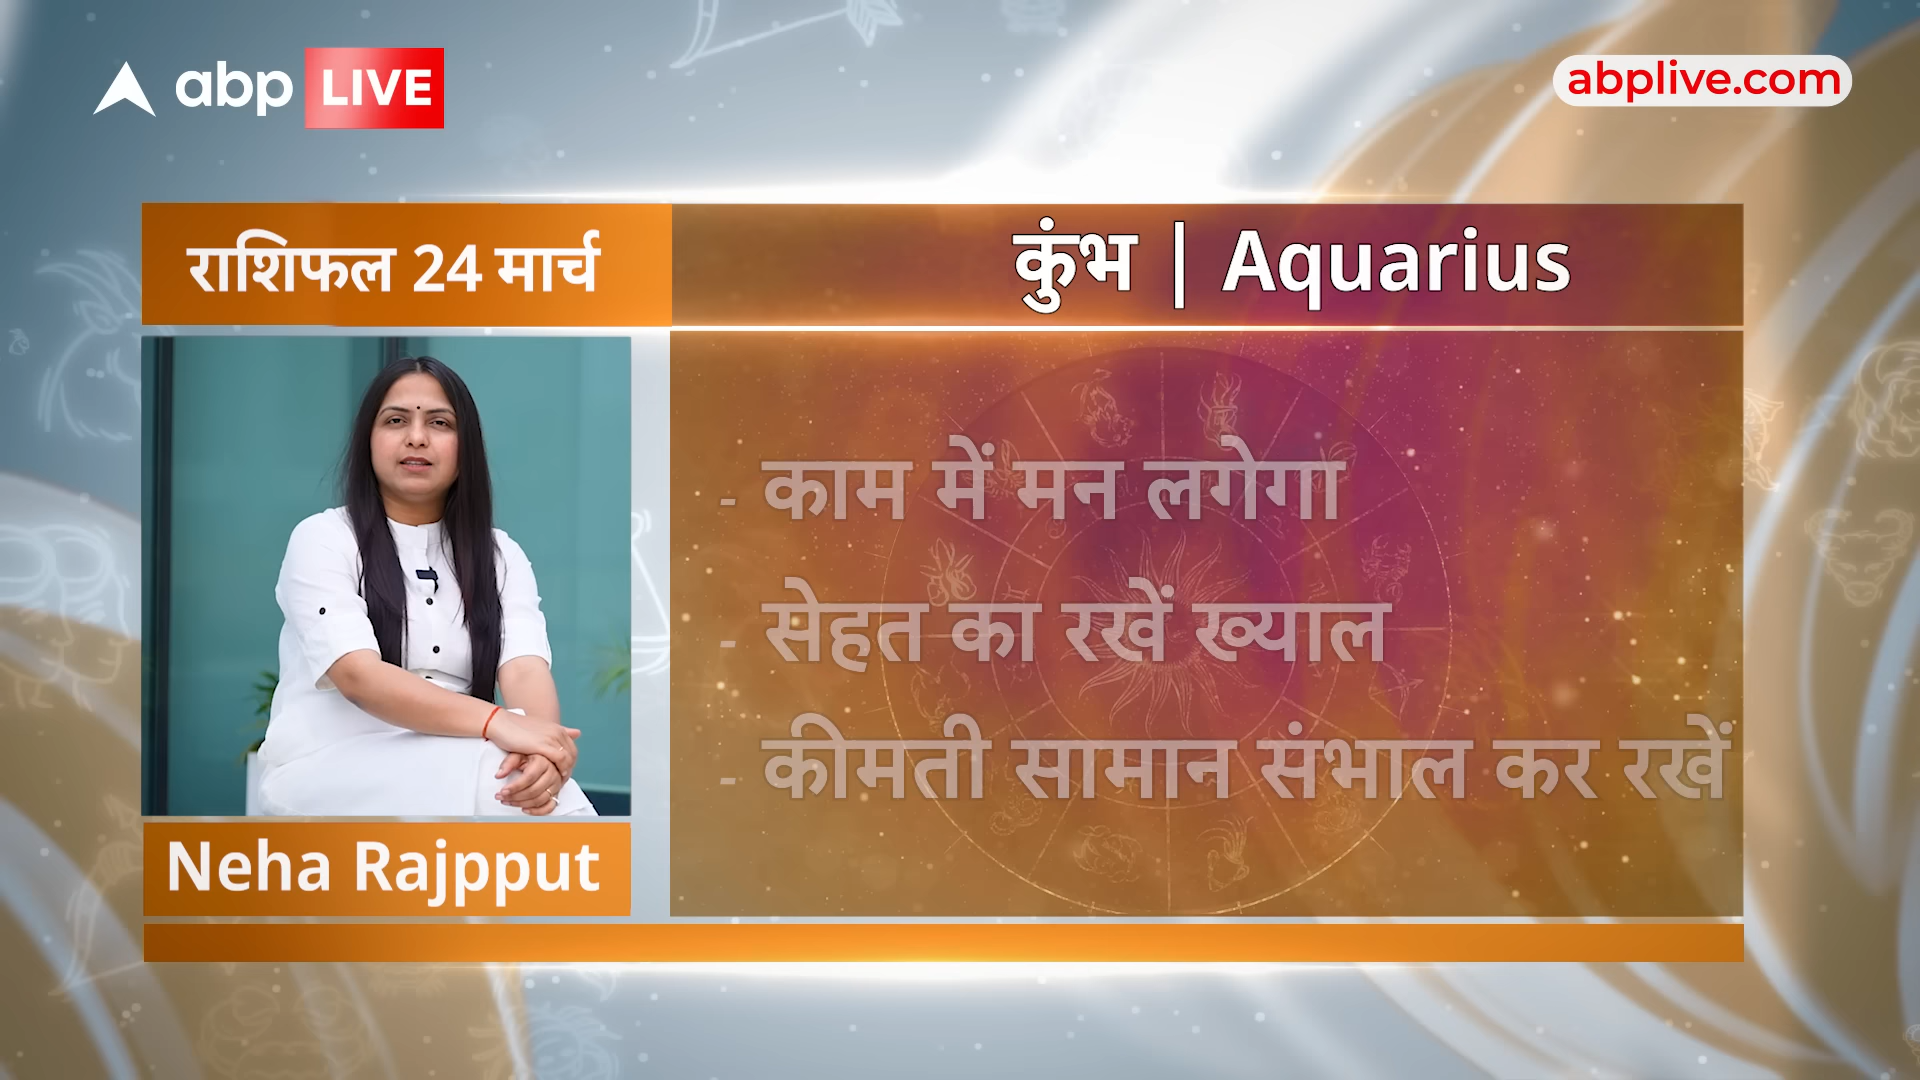 abp LIVE
abplive.com
राशिफल 24 मार्च
कुंभ | Aquarius
- काम में मन लगेगा
- सेहत का रखें ख्याल
- कीमती सामान संभाल कर रखें
Neha Rajpput